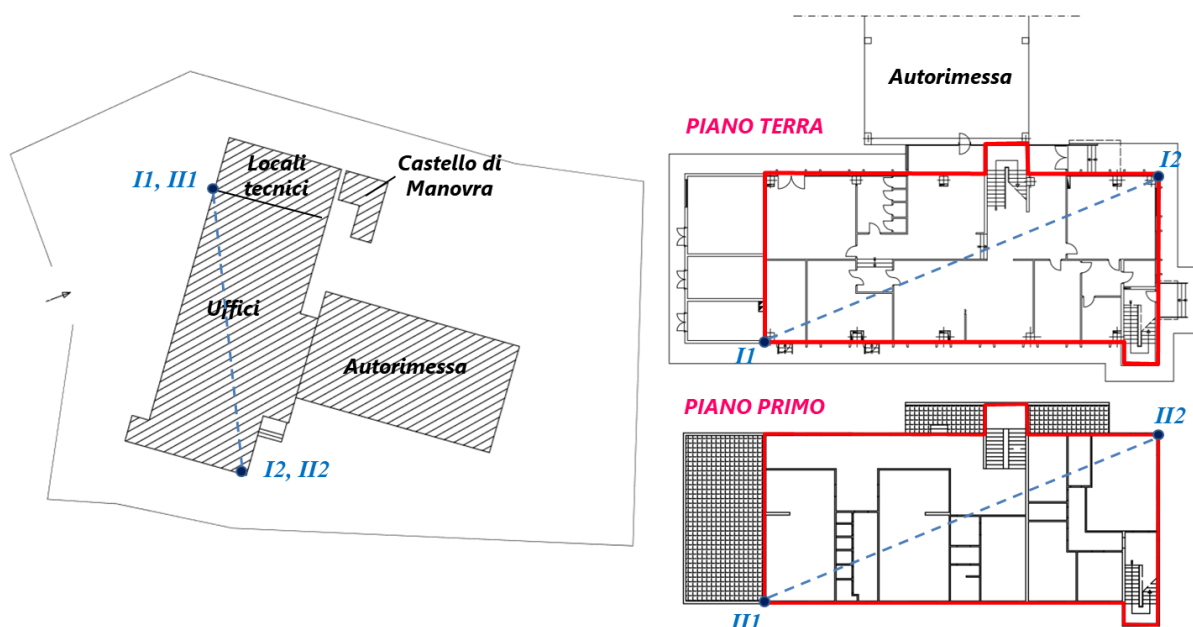 Locali
tecnici
Castello di
Manovra
I1, II1
Uffici
Autorimessa
I2, II2
Autorimessa
PIANO TERRA
I2
I1
PIANO PRIMO
II2
II1